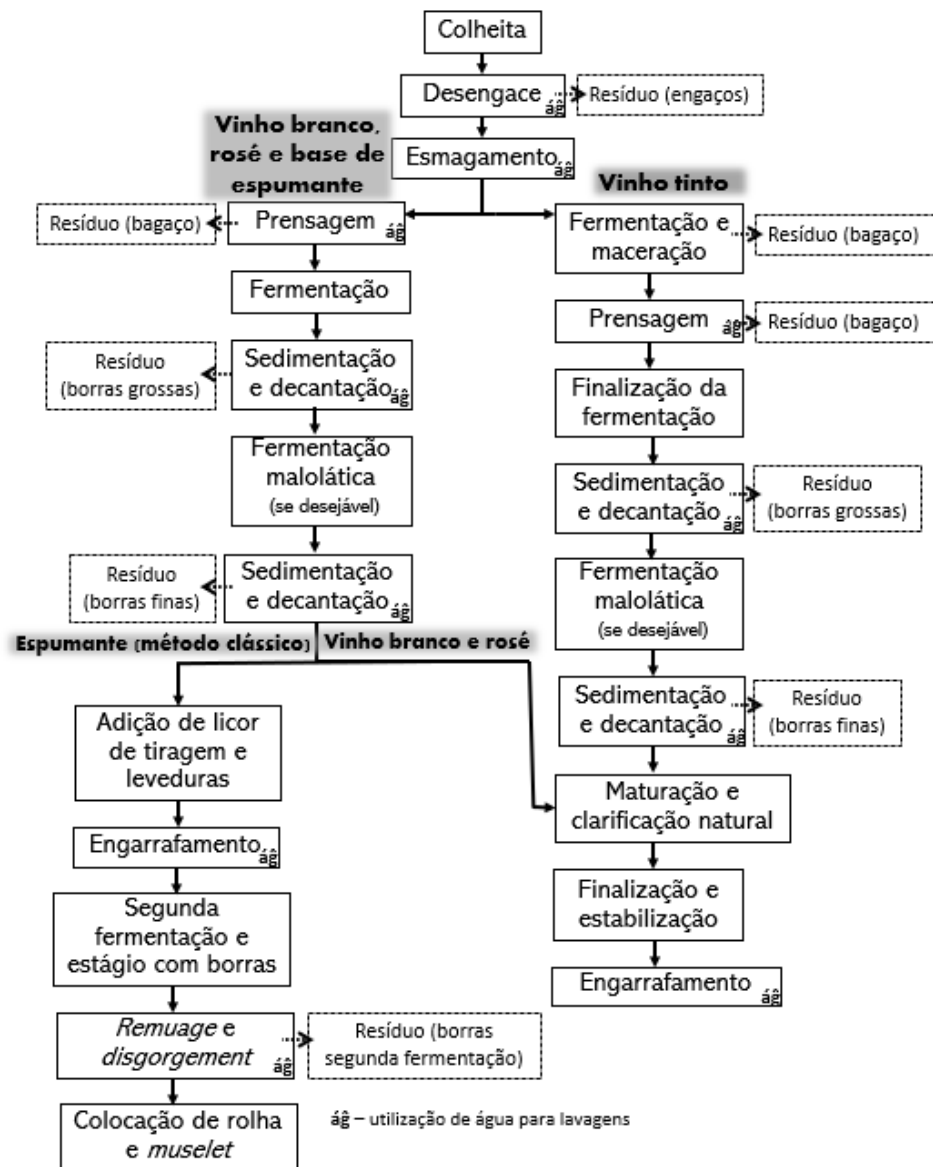 Colheita
Desengace
áĝ
Resíduo (engaços)
Vinho branco,
rosé e base de
espumante
Esmagamento
áĝ
Vinho tinto
Resíduo (bagaço)
Prensagem
áĝ
Fermentação e
maceração
Resíduo (bagaço)
Fermentação
Prensagem
áĝ
Resíduo (bagaço)
Resíduo
(borras grossas)
Sedimentação
e decantação
áĝ
Finalização da
fermentação
Fermentação
malolática
(se desejável)
Sedimentação
e decantação
áĝ
Resíduo
(borras grossas)
Resíduo
(borras finas)
Sedimentação
e decantação
áĝ
Fermentação
malolática
(se desejável)
Espumante (método clássico)
Vinho branco e rosé
Sedimentação
e decantação
áĝ
Resíduo
(borras finas)
Adição de licor
de tiragem e
leveduras
Maturação e
clarificação natural
Engarrafamento
áĝ
Finalização e
estabilização
Segunda
fermentação e
estágio com borras
Engarrafamento
áĝ
Remuage e
disgorgement
áĝ
Resíduo (borras
segunda fermentação)
Colocação de rolha
e muselet
áĝ – utilização de água para lavagens